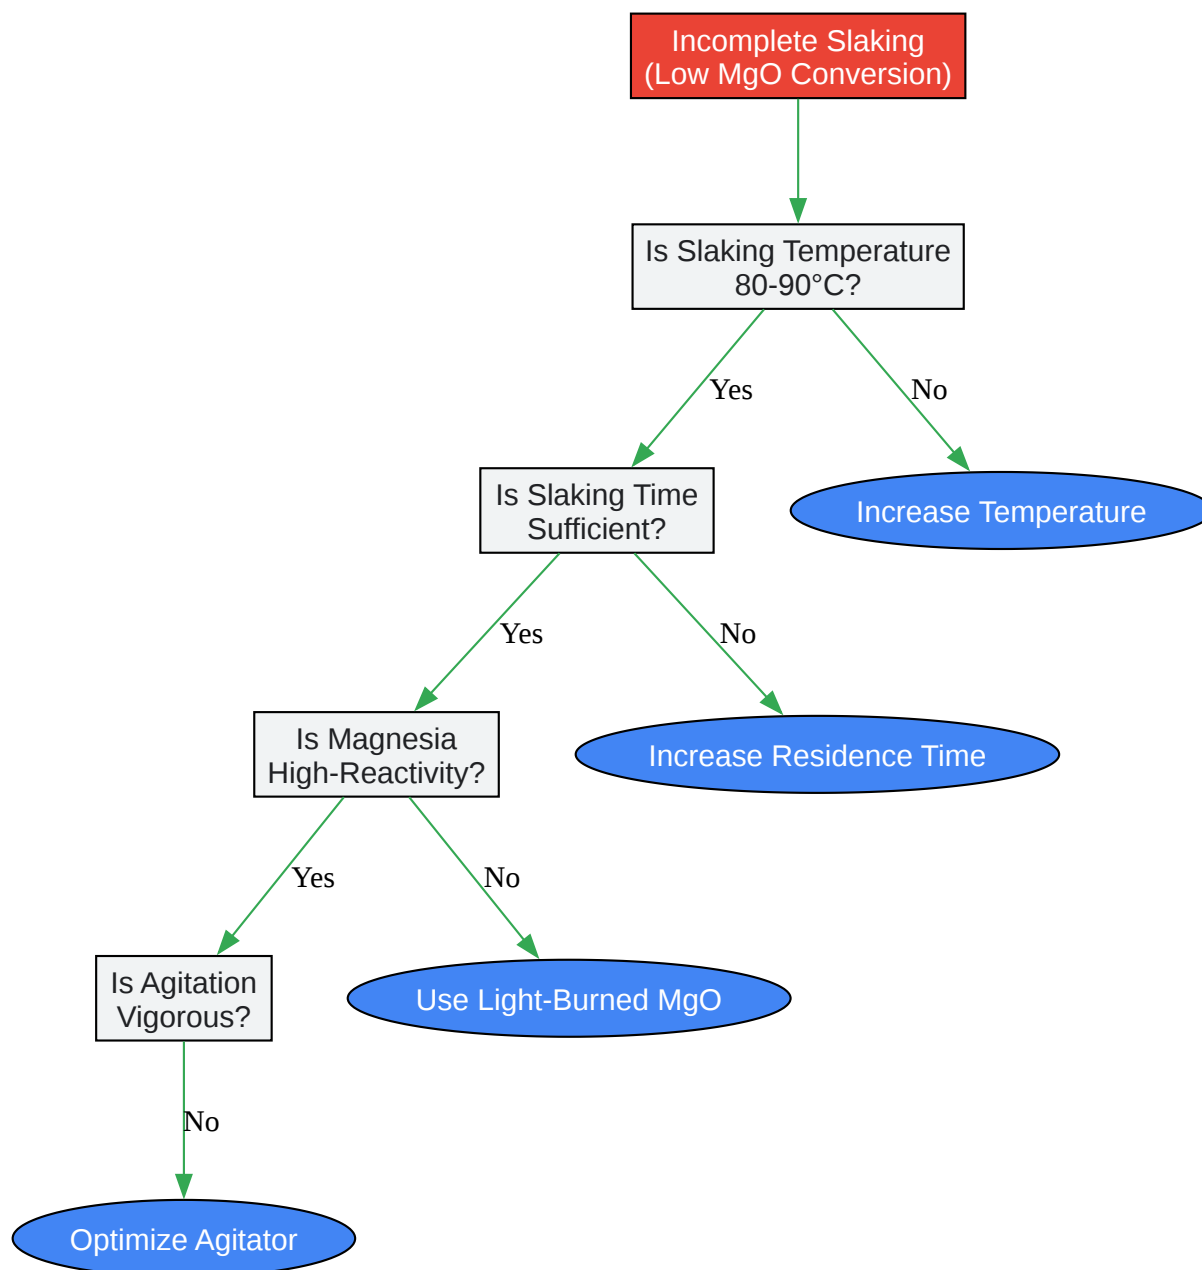 Incomplete Slaking
(Low MgO Conversion)
Is Slaking Temperature
80-90°C?
Yes
No
Is Slaking Time
Sufficient?
Increase Temperature
Yes
No
Is Magnesia
High-Reactivity?
Increase Residence Time
Yes
No
Is Agitation
Vigorous?
Use Light-Burned MgO
No
Optimize Agitator